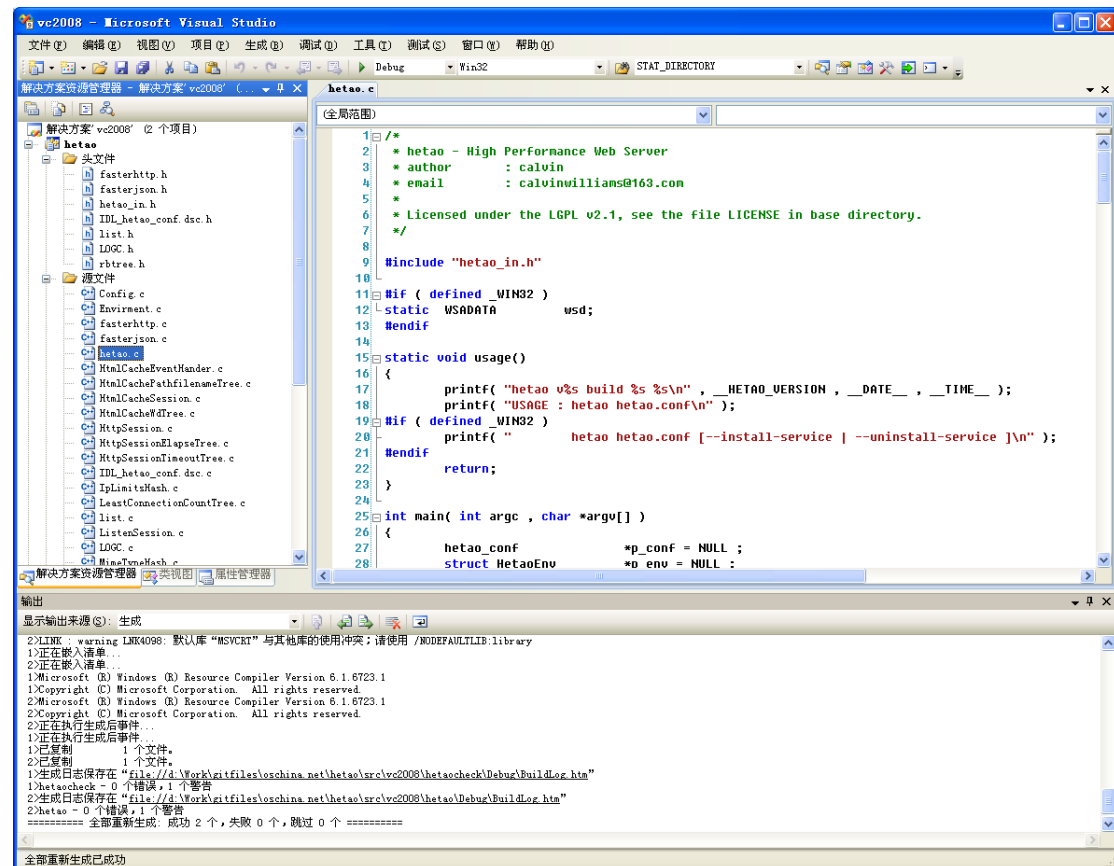 vc2008 - Microsoft Visual Studio
文件(F) 编辑(E) 视图(V) 项目(P) 生成(B) 调试(D) 工具(T) 测试(S) 窗口(W) 帮助(H)
Debug Win32 STAT_DIRECTORY
解决方案资源管理器 - 解决方案'vc2008' (...
解决方案'vc2008' (2 个项目)
hetao
头文件
fasterhttp.h
fasterjson.h
hetao_in.h
IDL_hetao_conf.dsc.h
list.h
LOGC.h
rbtree.h
源文件
Config.c
Envirment.c
fasterhttp.c
fasterjson.c
hetao.c
HtmlCacheEventHander.c
HtmlCachePathfilenameTree.c
HtmlCacheSession.c
HtmlCacheWdTree.c
HttpSession.c
HttpSessionElapseTree.c
HttpSessionTimeoutTree.c
IDL_hetao_conf.dsc.c
IpLimitsHash.c
LeastConnectionCountTree.c
list.c
ListenSession.c
LOGC.c
MimeTypeHash.c
解决方案资源管理器 类视图 属性管理器
hetao.c
(全局范围)
1 /*
2 * hetao - High Performance Web Server
3 * author : calvin
4 * email : calvinwilliams@163.com
5 *
6 * Licensed under the LGPL v2.1, see the file LICENSE in base directory.
7 */
8
9 #include "hetao_in.h"
10
11 #if ( defined _WIN32 )
12 static WSADATA wsd;
13 #endif
14
15 static void usage()
16 {
17 printf( "hetao v%s build %s %s\n" , __HETAO_VERSION , __DATE__ , __TIME__ );
18 printf( "USAGE : hetao hetao.conf\n" );
19 #if ( defined _WIN32 )
20 printf( " hetao hetao.conf [--install-service | --uninstall-service ]\n" );
21 #endif
22 return;
23 }
24
25 int main( int argc , char *argv[] )
26 {
27 hetao_conf *p_conf = NULL ;
28 struct HetaoEnv *p_env = NULL ;
输出
显示输出来源(S): 生成
2>LINK : warning LNK4098: 默认库“MSVCRT”与其他库的使用冲突；请使用 /NODEFAULTLIB:library
1>正在嵌入清单...
2>正在嵌入清单...
1>Microsoft (R) Windows (R) Resource Compiler Version 6.1.6723.1
1>Copyright (C) Microsoft Corporation. All rights reserved.
2>Microsoft (R) Windows (R) Resource Compiler Version 6.1.6723.1
2>Copyright (C) Microsoft Corporation. All rights reserved.
2>正在执行生成后事件...
1>正在执行生成后事件...
1>已复制 1 个文件。
2>已复制 1 个文件。
1>生成日志保存在“file://d:\Work\gitfiles\oschina.net\hetao\src\vc2008\hetaocheck\Debug\BuildLog.htm”
1>hetaocheck - 0 个错误，1 个警告
2>生成日志保存在“file://d:\Work\gitfiles\oschina.net\hetao\src\vc2008\hetao\Debug\BuildLog.htm”
2>hetao - 0 个错误，1 个警告
========== 全部重新生成: 成功 2 个，失败 0 个，跳过 0 个 ==========
全部重新生成已成功